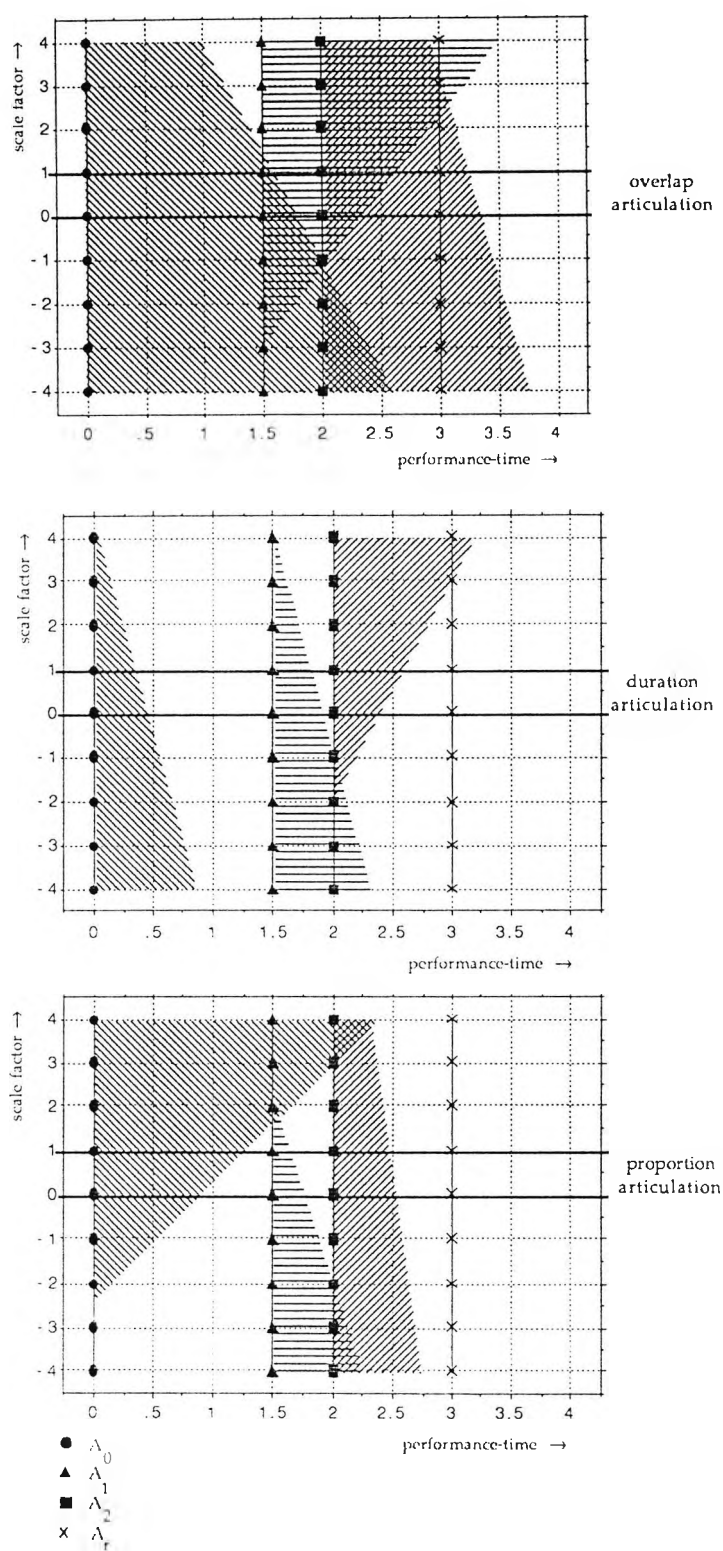 scale factor →
4
3
2
1
0
- 1
- 2
- 3
- 4
overlap
articulation
0 .5 1 1.5 2 2.5 3 3.5 4
performance-time →
scale factor →
4
3
2
1
0
- 1
- 2
- 3
- 4
duration
articulation
0 .5 1 1.5 2 2.5 3 3.5 4
performance-time →
scale factor →
4
3
2
1
0
- 1
- 2
- 3
- 4
proportion
articulation
0 .5 1 1.5 2 2.5 3 3.5 4
performance-time →
● A0
▲ A1
■ A2
× Ar